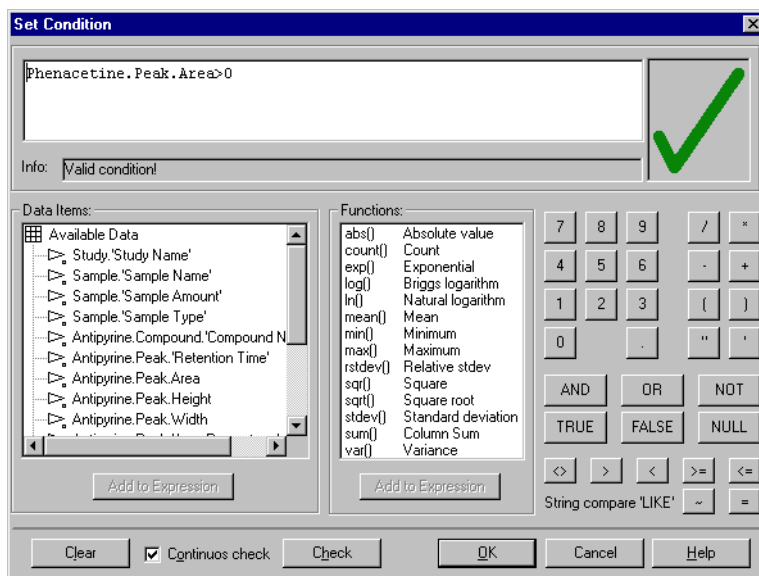 Set Condition
Phenacetine.Peak.Area>0
Info: Valid condition!
Data Items:
Available Data
Study.'Study Name'
Sample.'Sample Name'
Sample.'Sample Amount'
Sample.'Sample Type'
Antipyrine.Compound.'Compound N
Antipyrine.Peak.'Retention Time'
Antipyrine.Peak.Area
Antipyrine.Peak.Height
Antipyrine.Peak.Width
Add to Expression
Functions:
abs() Absolute value
count() Count
exp() Exponential
log() Briggs logarithm
ln() Natural logarithm
mean() Mean
min() Minimum
max() Maximum
rstdev() Relative stdev
sqr() Square
sqrt() Square root
stdev() Standard deviation
sum() Column Sum
var() Variance
Add to Expression
7 8 9 / *
4 5 6 - +
1 2 3 ( )
0 . " '
AND OR NOT
TRUE FALSE NULL
<> > < >= <=
String compare 'LIKE' ~ =
Clear Continuos check Check OK Cancel Help